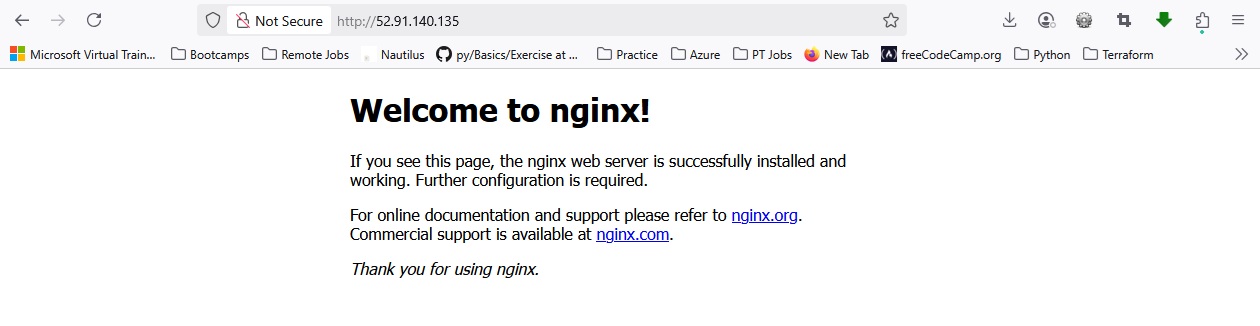 Not Secure http://52.91.140.135
Microsoft Virtual Train... Bootcamps Remote Jobs Nautilus py/Basics/Exercise at ... Practice Azure PT Jobs New Tab freeCodeCamp.org Python Terraform
Welcome to nginx!
If you see this page, the nginx web server is successfully installed and
working. Further configuration is required.
For online documentation and support please refer to nginx.org.
Commercial support is available at nginx.com.
Thank you for using nginx.